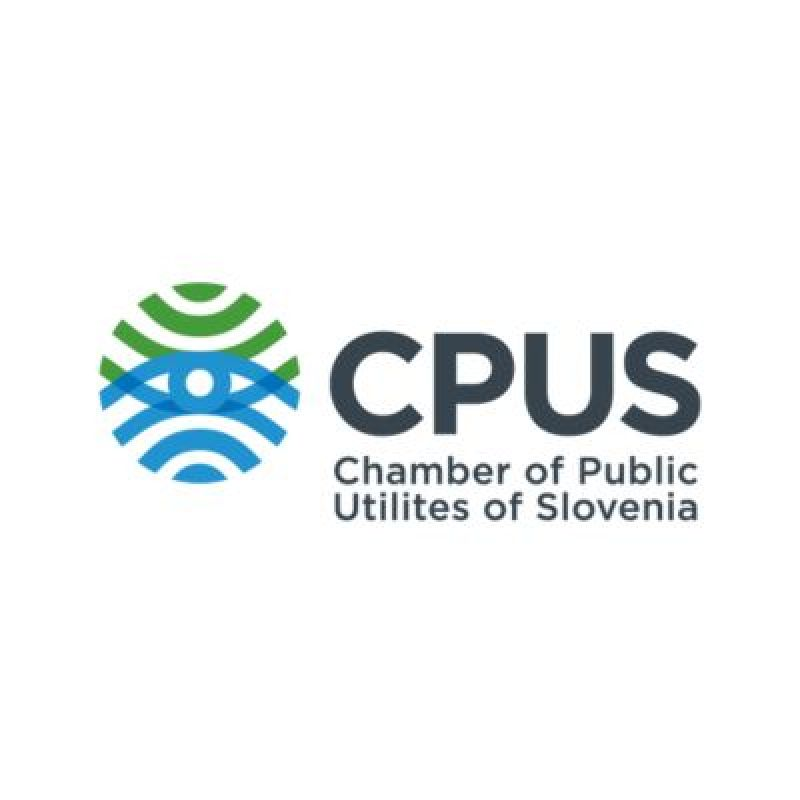 CPUS
Chamber of Public
Utilites of Slovenia